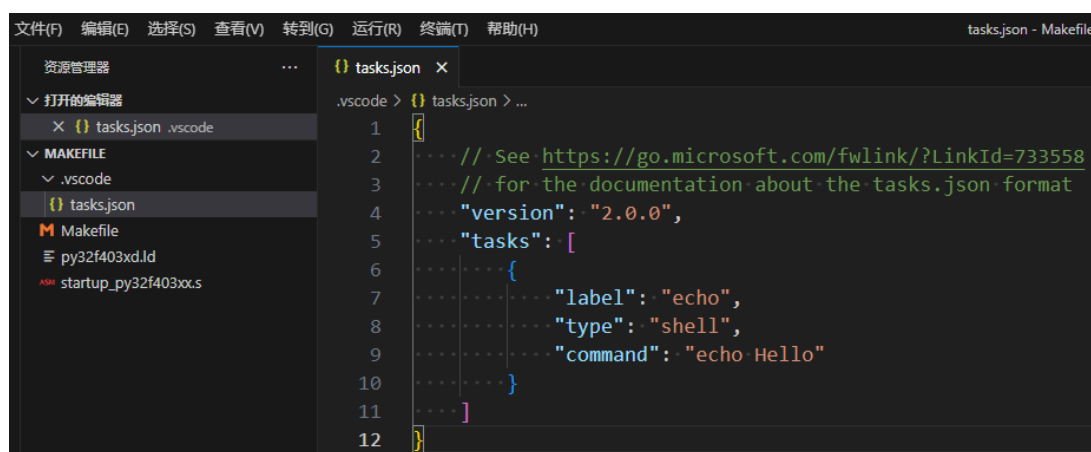 文件(F) 编辑(E) 选择(S) 查看(V) 转到(G) 运行(R) 终端(T) 帮助(H) tasks.json - Makefile
资源管理器 ··· {} tasks.json ×
打开的编辑器
× {} tasks.json .vscode
MAKEFILE
.vscode
{} tasks.json
M Makefile
py32f403xd.ld
ASM startup_py32f403xx.s
.vscode > {} tasks.json > ...
1 {
2 // See https://go.microsoft.com/fwlink/?LinkId=733558
3 // for the documentation about the tasks.json format
4 "version": "2.0.0",
5 "tasks": [
6 {
7 "label": "echo",
8 "type": "shell",
9 "command": "echo Hello"
10 }
11 ]
12 }